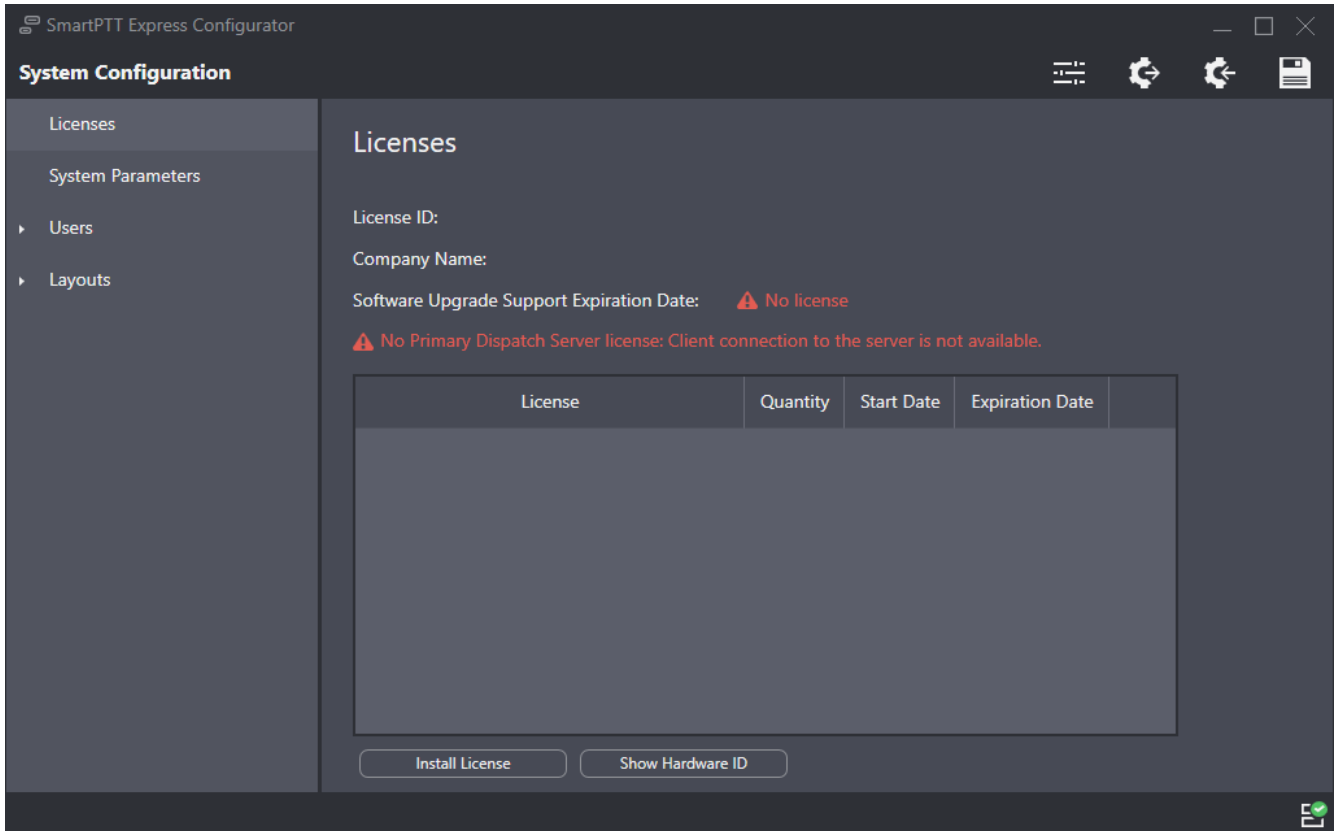 SmartPTT Express Configurator
System Configuration
Licenses
System Parameters
Users
Layouts
Licenses
License ID:
Company Name:
Software Upgrade Support Expiration Date: No license
No Primary Dispatch Server license: Client connection to the server is not available.
License Quantity Start Date Expiration Date
Install License Show Hardware ID